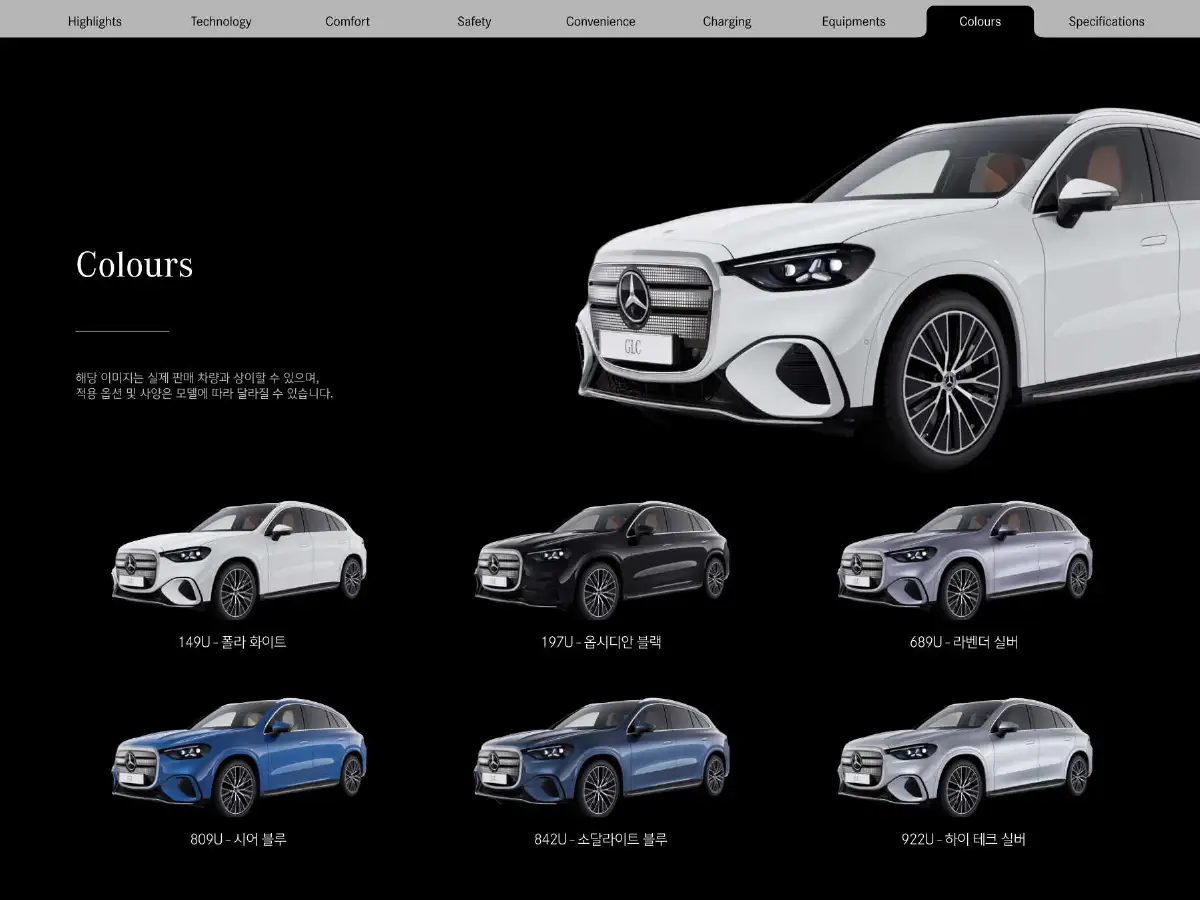 Highlights
Technology
Comfort
Safety
Convenience
Charging
Equipments
Colours
Specifications
Colours
해당 이미지는 실제 판매 차량과 상이할 수 있으며,
적용 옵션 및 사양은 모델에 따라 달라질 수 있습니다.
GLC
149U - 폴라 화이트
197U - 옵시디안 블랙
689U - 라벤더 실버
809U - 시어 블루
842U - 소달라이트 블루
922U - 하이 테크 실버